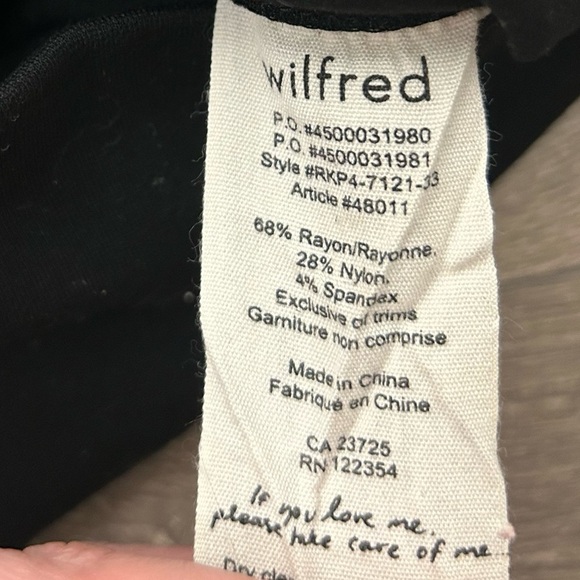 wilfred
P.O. #4500031980
P.O. #4500031981
Style #RKP4-7121-33
Article #48011
68% Rayon/Rayonne.
28% Nylon.
4% Spandex
Exclusive of trims
Garniture non comprise
Made in China
Fabriqué en Chine
CA 23725
RN 122354
If you love me,
please take care of me...
Dry